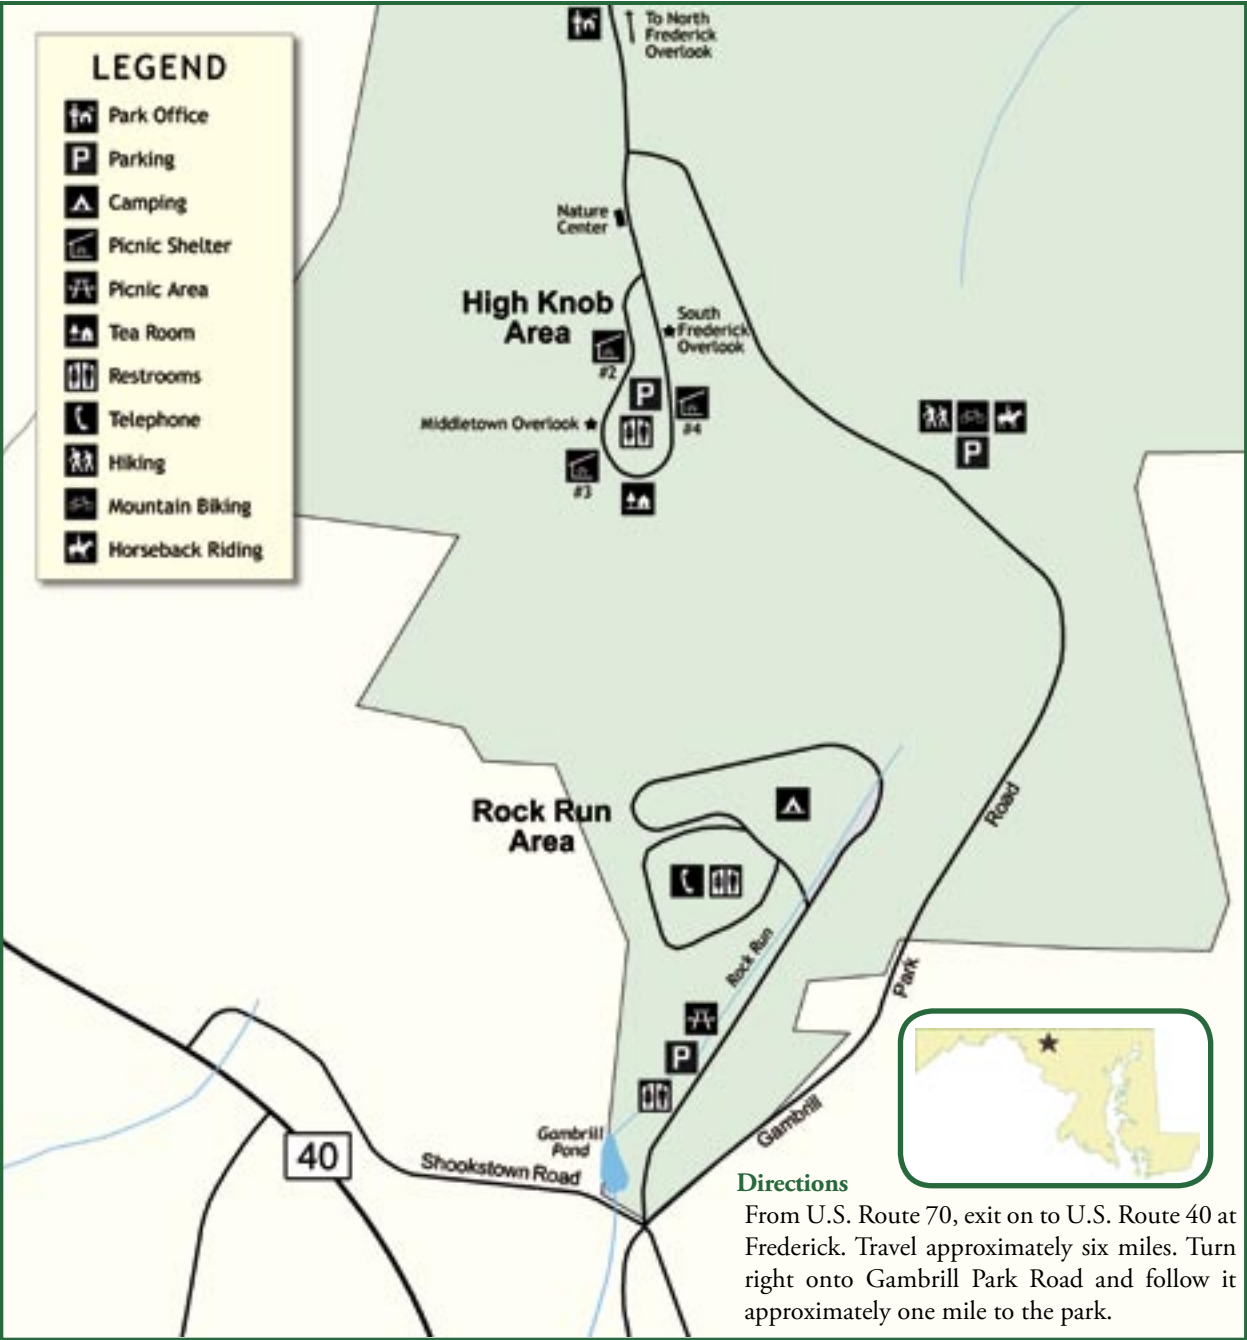 LEGEND
Park Office
P
Parking
Camping
Picnic Shelter
Picnic Area
Tea Room
Restrooms
Telephone
Hiking
Mountain Biking
Horseback Riding
To North
Frederick
Overlook
Nature
Center
High Knob
Area
South
Frederick
Overlook
#2
P
#4
Middletown Overlook
#3
P
Rock Run
Area
Road
Rock Run
Park
P
Gambrill
Gambrill
Pond
40
Shookstown Road
Directions
From U.S. Route 70, exit on to U.S. Route 40 at
Frederick. Travel approximately six miles. Turn
right onto Gambrill Park Road and follow it
approximately one mile to the park.